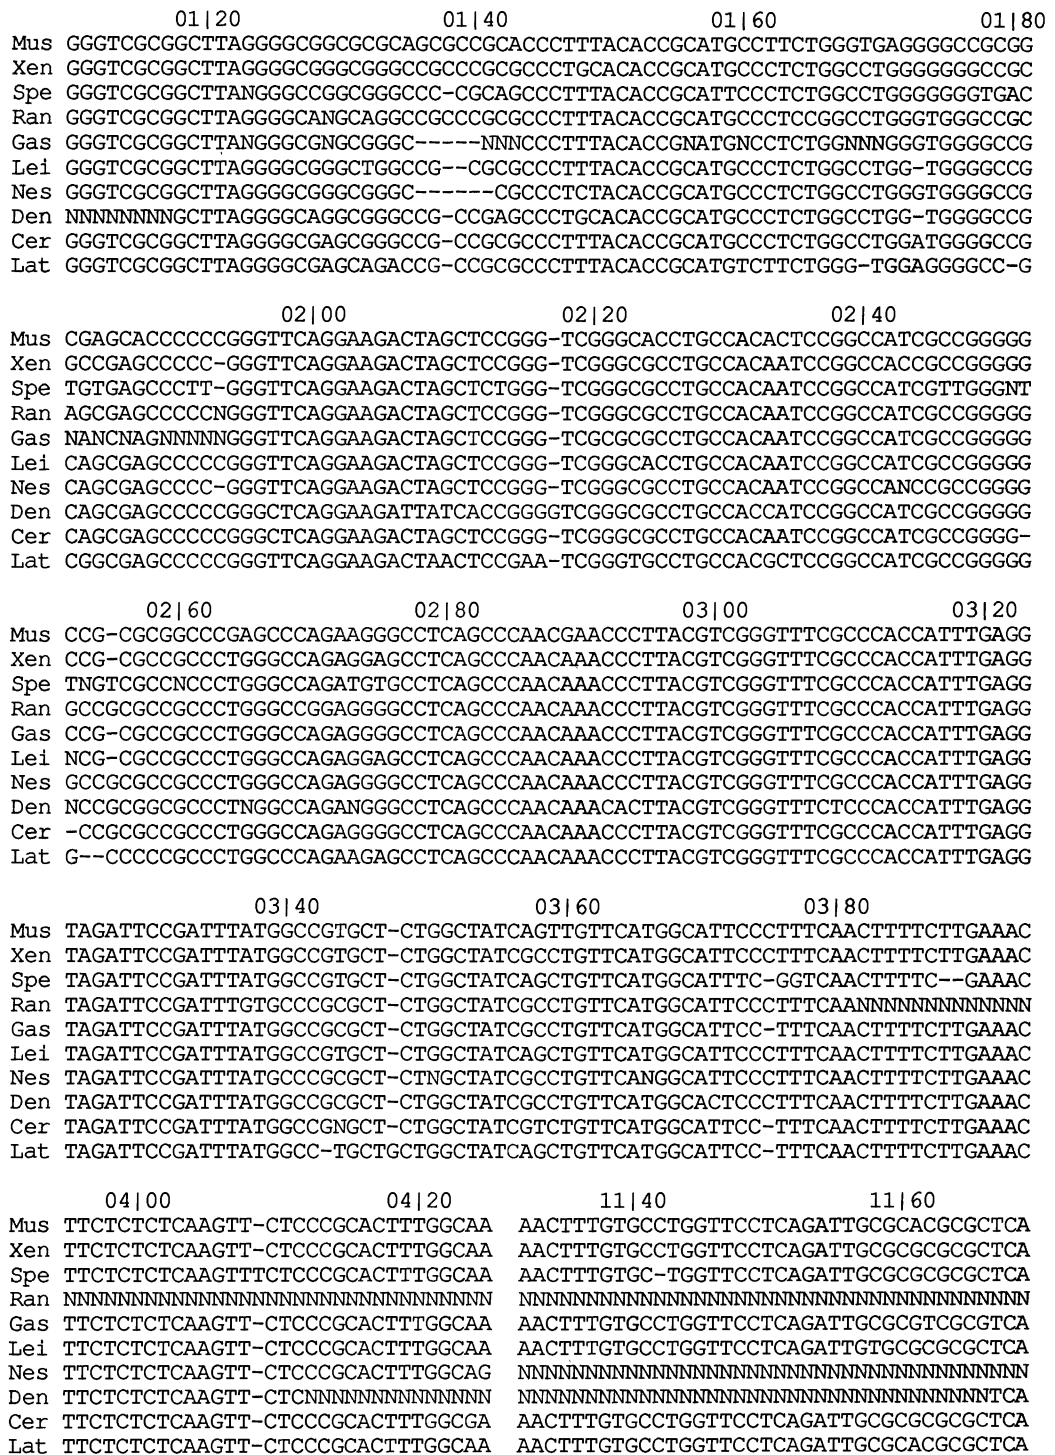 01|20 01|40 01|60 01|80
Mus GGGTCGCGGCTTAGGGGCGGCGCGCAGCGCCGCACCCTTTACACCGCATGCCTTCTGGGTGAGGGGCCGCGG
Xen GGGTCGCGGCTTAGGGGCGGGCGGGCCGCCCGCGCCCTGCACACCGCATGCCCTCTGGCCTGGGGGGGCCGC
Spe GGGTCGCGGCTTANGGGCCGGCGGGCCC-CGCAGCCCTTTACACCGCATTCCCTCTGGCCTGGGGGGGTGAC
Ran GGGTCGCGGCTTAGGGGCANGCAGGCCGCCCGCGCCCTTTACACCGCATGCCCTCCGGCCTGGGTGGGCCGC
Gas GGGTCGCGGCTTANGGGCGNGCGGGC-----NNNCCCTTTACACCGNATGNCCTCTGGNNNGGGTGGGGCCG
Lei GGGTCGCGGCTTAGGGGCGGGCTGGCCG--CGCGCCCTTTACACCGCATGCCCTCTGGCCTGG-TGGGGCCG
Nes GGGTCGCGGCTTAGGGGCGGGCGGGC------CGCCCTCTACACCGCATGCCCTCTGGCCTGGGTGGGGCCG
Den NNNNNNNNGCTTAGGGGCAGGCGGGCCG-CCGAGCCCTGCACACCGCATGCCCTCTGGCCTGG-TGGGGCCG
Cer GGGTCGCGGCTTAGGGGCGAGCGGGCCG-CCGCGCCCTTTACACCGCATGCCCTCTGGCCTGGATGGGGCCG
Lat GGGTCGCGGCTTAGGGGCGAGCAGACCG-CCGCGCCCTTTACACCGCATGTCTTCTGGG-TGGAGGGGCC-G
02|00 02|20 02|40
Mus CGAGCACCCCCCCGGGTTCAGGAAGACTAGCTCCGGG-TCGGGCACCTGCCACACTCCGGCCATCGCCGGGGG
Xen GCCGAGCCCCC-GGGTTCAGGAAGACTAGCTCCGGG-TCGGGCGCCTGCCACAATCCGGCCACCGCCGGGGG
Spe TGTGAGCCCTT-GGGTTCAGGAAGACTAGCTCTGGG-TCGGGCGCCTGCCACAATCCGGCCATCGTTGGGNT
Ran AGCGAGCCCCCNGGGTTCAGGAAGACTAGCTCCGGG-TCGGGCGCCTGCCACAATCCGGCCATCGCCGGGGG
Gas NANCNAGNNNNNGGGTTCAGGAAGACTAGCTCCGGG-TCGCGCGCCTGCCACAATCCGGCCATCGCCGGGGG
Lei CAGCGAGCCCCCGGGTTCAGGAAGACTAGCTCCGGG-TCGGGCACCTGCCACAATCCGGCCATCGCCGGGGG
Nes CAGCGAGCCCC-GGGTTCAGGAAGACTAGCTCCGGG-TCGGGCGCCTGCCACAATCCGGCCANCCGCCGGGG
Den CAGCGAGCCCCCGGGCTCAGGAAGATTATCACCGGGGTCGGGCGCCTGCCACCATCCGGCCATCGCCGGGGG
Cer CAGCGAGCCCCCGGGCTCAGGAAGACTAGCTCCGGG-TCGGGCGCCTGCCACAATCCGGCCATCGCCGGGG-
Lat CGGCGAGCCCCCGGGTTCAGGAAGACTAACTCCGAA-TCGGGTGCCTGCCACGCTCCGGCCATCGCCGGGGG
02|60 02|80 03|00 03|20
Mus CCG-CGCGGCCCGAGCCCAGAAGGGCCTCAGCCCAACGAACCCTTACGTCGGGTTTCGCCCACCATTTGAGG
Xen CCG-CGCCGCCCTGGGCCAGAGGAGCCTCAGCCCAACAAACCCTTACGTCGGGTTTCGCCCACCATTTGAGG
Spe TNGTCGCCNCCCTGGGCCAGATGTGCCTCAGCCCAACAAACCCTTACGTCGGGTTTCGCCCACCATTTGAGG
Ran GCCGCGCCGCCCTGGGCCGGAGGGGCCTCAGCCCAACAAACCCTTACGTCGGGTTTCGCCCACCATTTGAGG
Gas CCG-CGCCGCCCTGGGCCAGAGGGGCCTCAGCCCAACAAACCCTTACGTCGGGTTTCGCCCACCATTTGAGG
Lei NCG-CGCCGCCCTGGGCCAGAGGAGCCTCAGCCCAACAAACCCTTACGTCGGGTTTCGCCCACCATTTGAGG
Nes GCCGCGCCGCCCTGGGCCAGAGGGGCCTCAGCCCAACAAACCCTTACGTCGGGTTTCGCCCACCATTTGAGG
Den NCCGCGGCGCCCTNGGCCAGANGGGCCTCAGCCCAACAAACACTTACGTCGGGTTTCTCCCACCATTTGAGG
Cer -CCGCGCCGCCCTGGGCCAGAGGGGCCTCAGCCCAACAAACCCTTACGTCGGGTTTCGCCCACCATTTGAGG
Lat G--CCCCCGCCCTGGCCCAGAAGAGCCTCAGCCCAACAAACCCTTACGTCGGGTTTCGCCCACCATTTGAGG
03|40 03|60 03|80
Mus TAGATTCCGATTTATGGCCGTGCT-CTGGCTATCAGTTGTTCATGGCATTCCCTTTCAACTTTTCTTGAAAC
Xen TAGATTCCGATTTATGGCCGTGCT-CTGGCTATCGCCTGTTCATGGCATTCCCTTTCAACTTTTCTTGAAAC
Spe TAGATTCCGATTTATGGCCGTGCT-CTGGCTATCAGCTGTTCATGGCATTTC-GGTCAACTTTTC--GAAAC
Ran TAGATTCCGATTTGTGCCCGCGCT-CTGGCTATCGCCTGTTCATGGCATTCCCTTTCAANNNNNNNNNNNNN
Gas TAGATTCCGATTTATGGCCGCGCT-CTGGCTATCGCCTGTTCATGGCATTCC-TTTCAACTTTTCTTGAAAC
Lei TAGATTCCGATTTATGGCCGTGCT-CTGGCTATCAGCTGTTCATGGCATTCCCTTTCAACTTTTCTTGAAAC
Nes TAGATTCCGATTTATGCCCGCGCT-CTNGCTATCGCCTGTTCANGGCATTCCCTTTCAACTTTTCTTGAAAC
Den TAGATTCCGATTTATGGCCGCGCT-CTGGCTATCGCCTGTTCATGGCACTCCCTTTCAACTTTTCTTGAAAC
Cer TAGATTCCGATTTATGGCCGNGCT-CTGGCTATCGTCTGTTCATGGCATTCC-TTTCAACTTTTCTTGAAAC
Lat TAGATTCCGATTTATGGCC-TGCTGCTGGCTATCAGCTGTTCATGGCATTCC-TTTCAACTTTTCTTGAAAC
04|00 04|20 11|40 11|60
Mus TTCTCTCTCAAGTT-CTCCCGCACTTTGGCAA AACTTTGTGCCTGGTTCCTCAGATTGCGCACGCGCTCA
Xen TTCTCTCTCAAGTT-CTCCCGCACTTTGGCAA AACTTTGTGCCTGGTTCCTCAGATTGCGCGCGCGCTCA
Spe TTCTCTCTCAAGTTTCTCCCGCACTTTGGCAA AACTTTGTGC-TGGTTCCTCAGATTGCGCGCGCGCTCA
Ran NNNNNNNNNNNNNNNNNNNNNNNNNNNNNNNN NNNNNNNNNNNNNNNNNNNNNNNNNNNNNNNNNNNNNN
Gas TTCTCTCTCAAGTT-CTCCCGCACTTTGGCAA AACTTTGTGCCTGGTTCCTCAGATTGCGCGTCGCGTCA
Lei TTCTCTCTCAAGTT-CTCCCGCACTTTGGCAA AACTTTGTGCCTGGTTCCTCAGATTGTGCGCGCGCTCA
Nes TTCTCTCTCAAGTT-CTCCCGCACTTTGGCAG NNNNNNNNNNNNNNNNNNNNNNNNNNNNNNNNNNNNNN
Den TTCTCTCTCAAGTT-CTCNNNNNNNNNNNNNN NNNNNNNNNNNNNNNNNNNNNNNNNNNNNNNNNNNTCA
Cer TTCTCTCTCAAGTT-CTCCCGCACTTTGGCGA AACTTTGTGCCTGGTTCCTCAGATTGCGCGCGCGCTCA
Lat TTCTCTCTCAAGTT-CTCCCGCACTTTGGCAA AACTTTGTGCCTGGTTCCTCAGATTGCGCACGCGCTCA